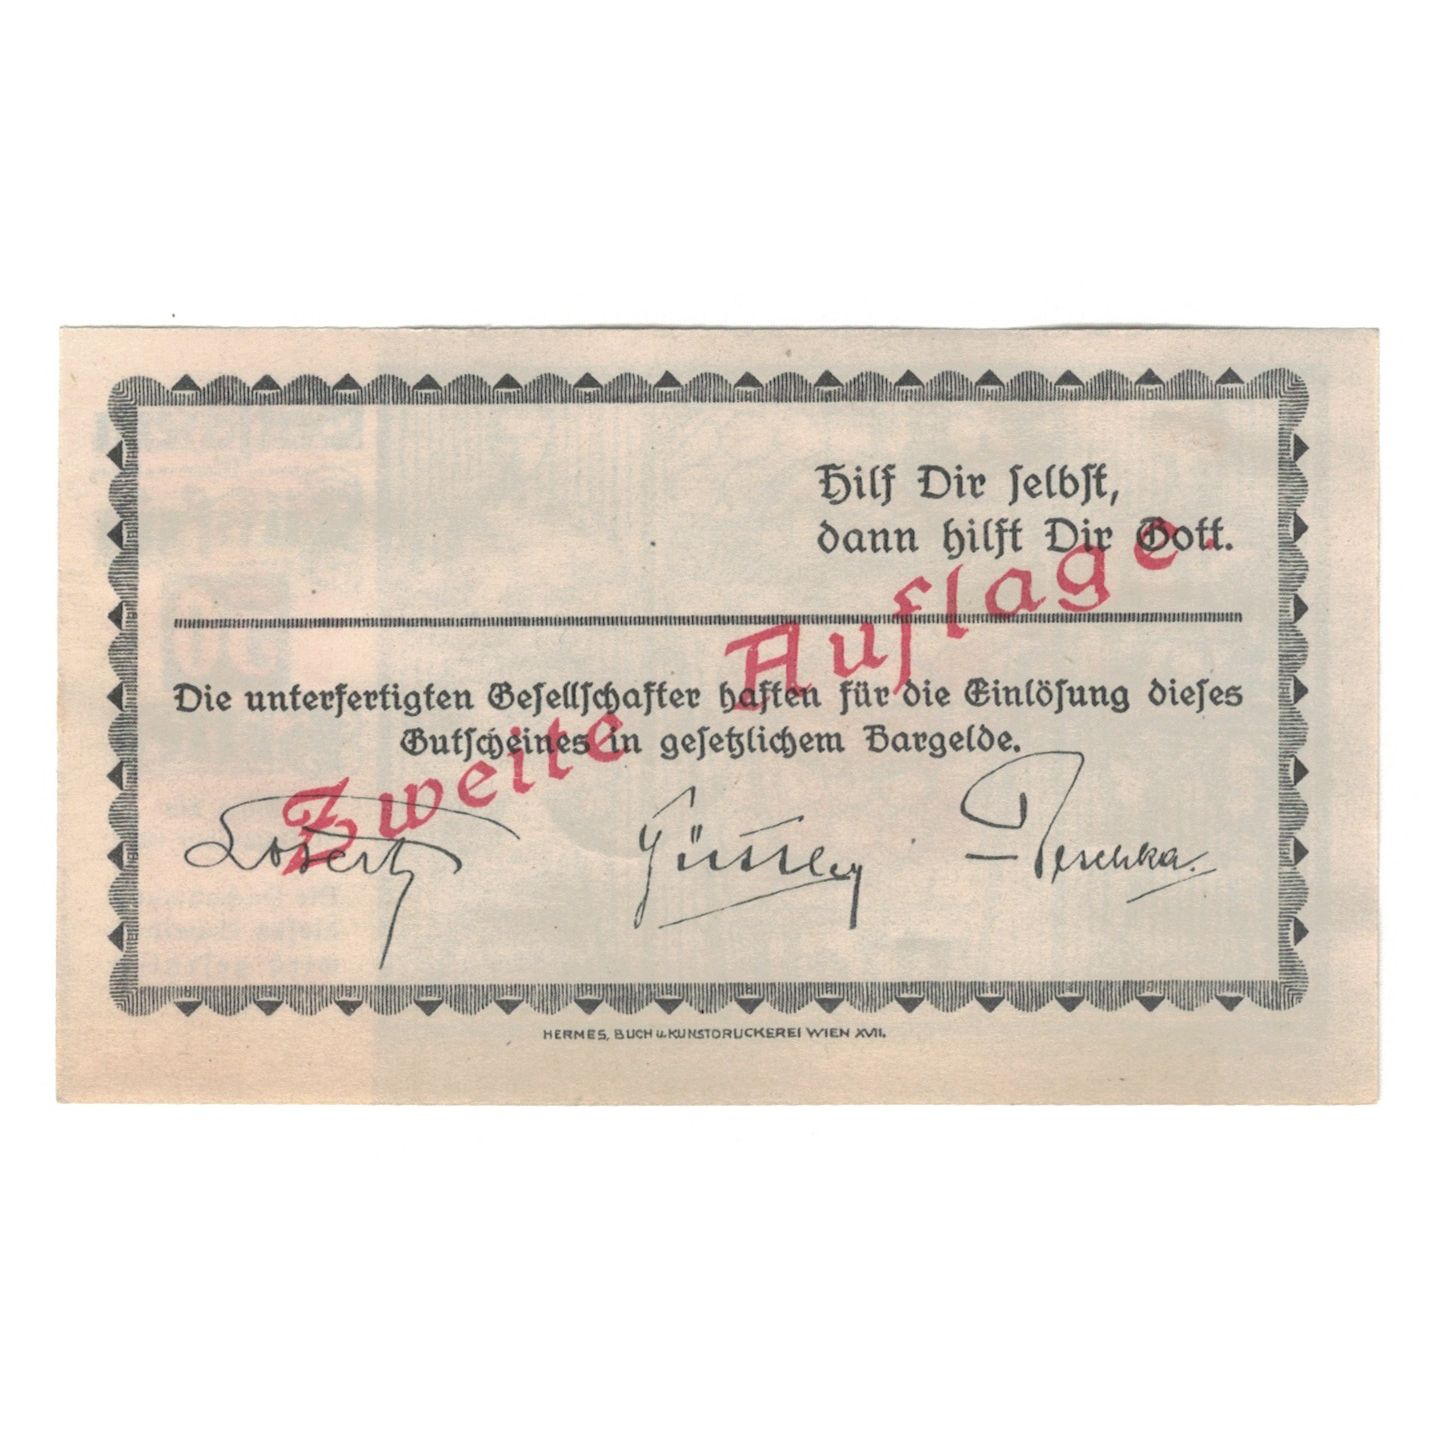 Hilf Dir selbst,
dann hilft Dir Gott.
Zweite Auflage.
Die unterfertigten Gesellschafter haften für die Einlösung dieses
Gutscheines in gesetzlichem Bargelde.
Peschka.
HERMES, BUCH u. KUNSTDRUCKEREI WIEN XVII.